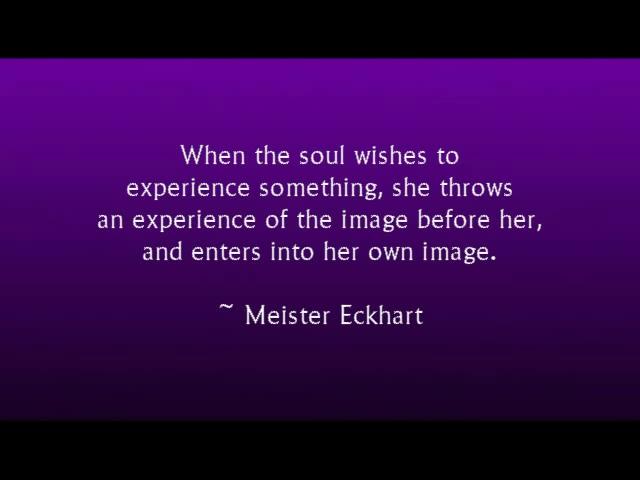 When the soul wishes to
experience something, she throws
an experience of the image before her,
and enters into her own image.
~ Meister Eckhart